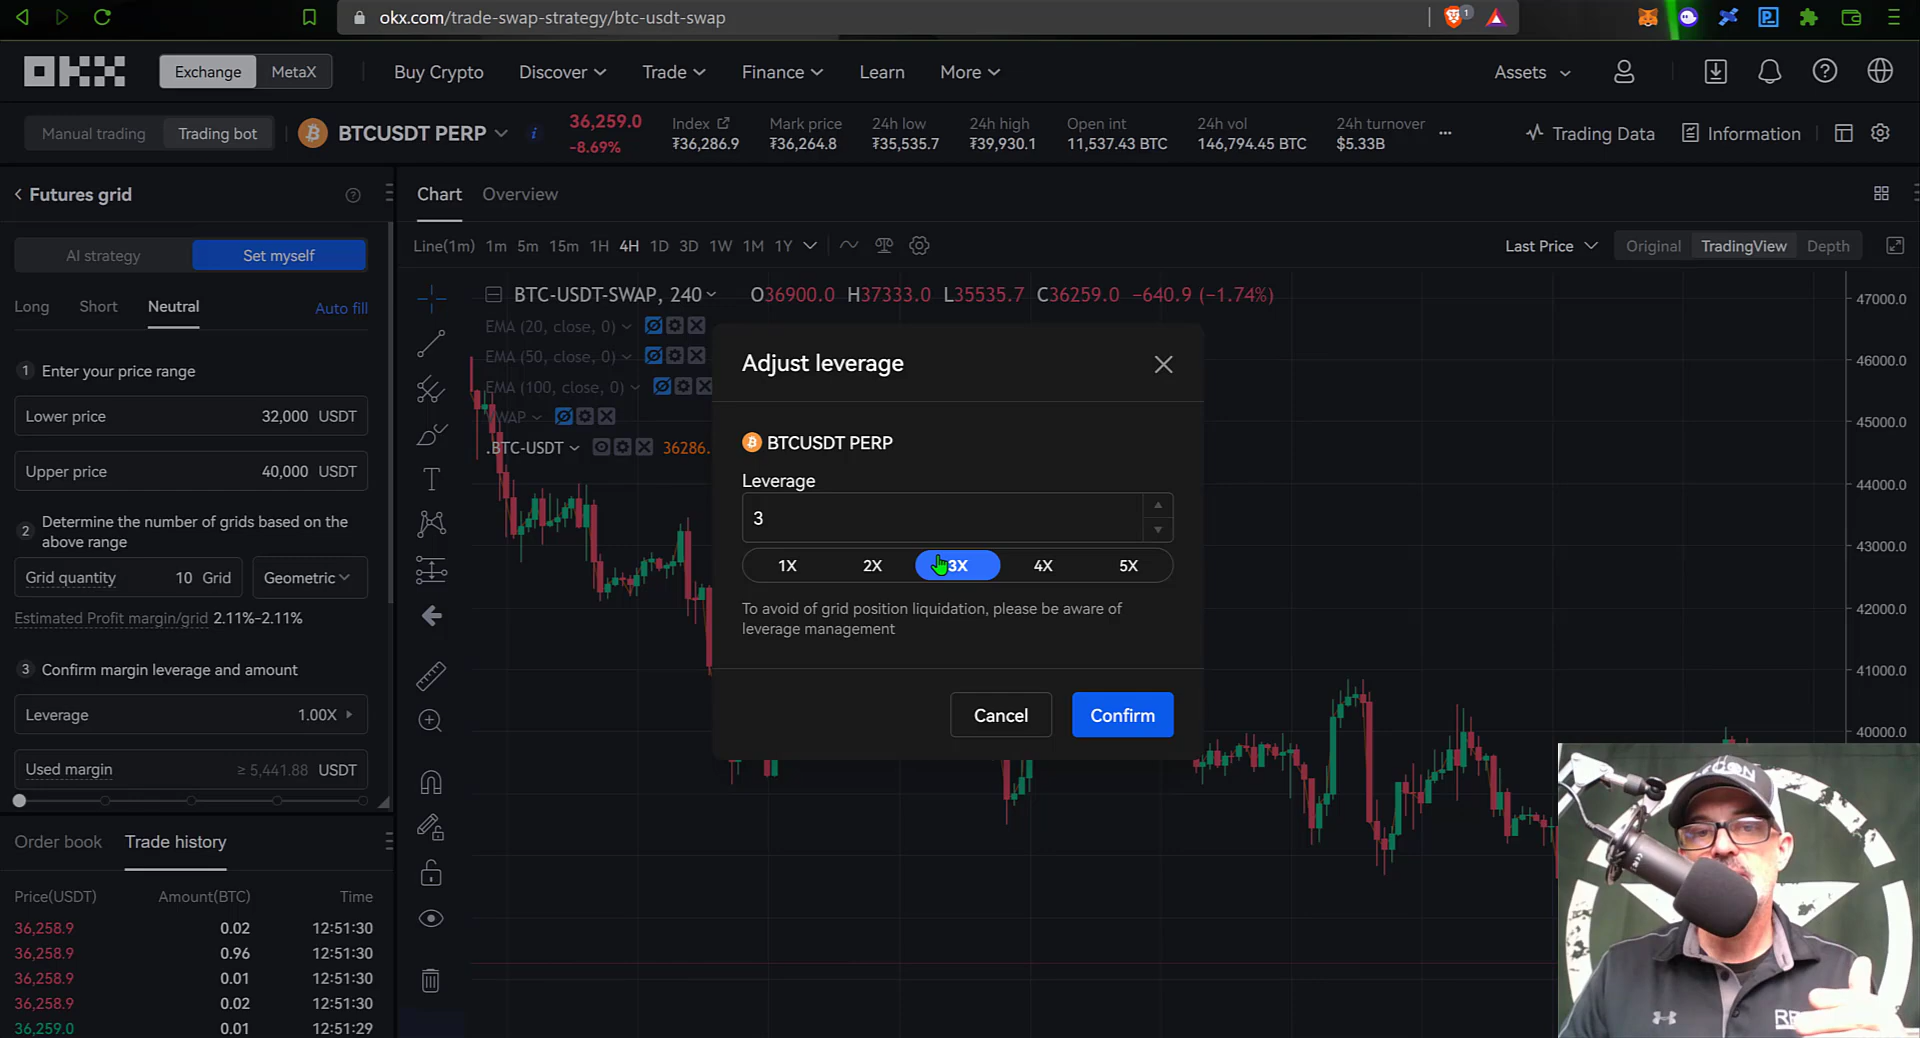 okx.com/trade-swap-strategy/btc-usdt-swap
1
OKX
Exchange
MetaX
Buy Crypto
Discover
Trade
Finance
Learn
More
Assets
Manual trading
Trading bot
BTCUSDT PERP
36,259.0
-8.69%
Index
₮36,286.9
Mark price
₮36,264.8
24h low
₮35,535.7
24h high
₮39,930.1
Open int
11,537.43 BTC
24h vol
146,794.45 BTC
24h turnover
$5.33B
Trading Data
Information
Futures grid
AI strategy
Set myself
Long
Short
Neutral
Auto fill
1 Enter your price range
Lower price 32,000 USDT
Upper price 40,000 USDT
2 Determine the number of grids based on the
above range
Grid quantity 10 Grid
Geometric
Estimated Profit margin/grid 2.11%-2.11%
3 Confirm margin leverage and amount
Leverage 1.00X
Used margin ≥ 5,441.88 USDT
Order book
Trade history
Price(USDT) Amount(BTC) Time
36,258.9 0.02 12:51:30
36,258.9 0.96 12:51:30
36,258.9 0.01 12:51:30
36,258.9 0.02 12:51:30
36,259.0 0.01 12:51:29
Chart
Overview
Line(1m) 1m 5m 15m 1H 4H 1D 3D 1W 1M 1Y
Last Price
Original
TradingView
Depth
BTC-USDT-SWAP, 240
O36900.0 H37333.0 L35535.7 C36259.0 -640.9 (-1.74%)
EMA (20, close, 0)
EMA (50, close, 0)
EMA (100, close, 0)
WAP
.BTC-USDT
36286.
Adjust leverage
BTCUSDT PERP
Leverage
3
1X 2X 3X 4X 5X
To avoid of grid position liquidation, please be aware of
leverage management
Cancel
Confirm
47000.0
46000.0
45000.0
44000.0
43000.0
42000.0
41000.0
40000.0